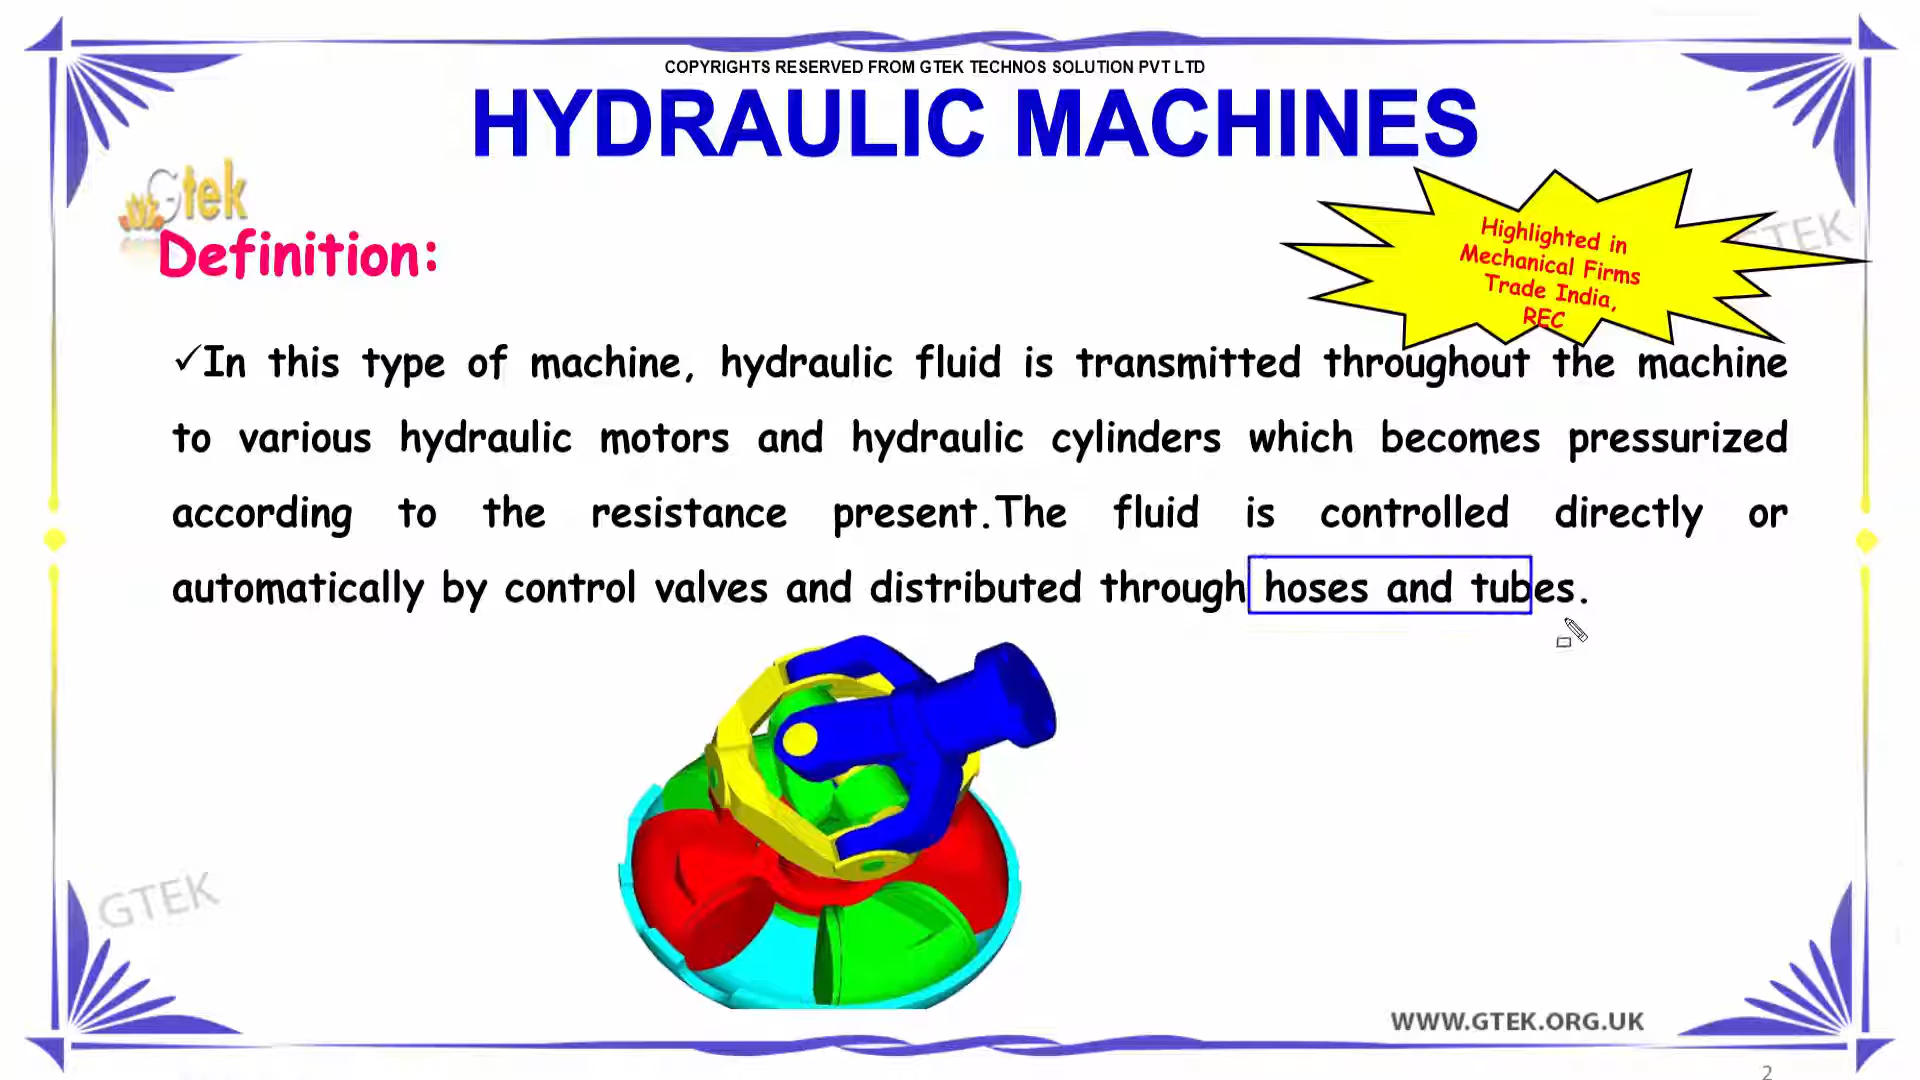 COPYRIGHTS RESERVED FROM GTEK TECHNOS SOLUTION PVT LTD
HYDRAULIC MACHINES
Gtek
Definition:
Highlighted in
Mechanical Firms
Trade India,
REC
GTEK
✓In this type of machine, hydraulic fluid is transmitted throughout the machine
to various hydraulic motors and hydraulic cylinders which becomes pressurized
according to the resistance present.The fluid is controlled directly or
automatically by control valves and distributed through hoses and tubes.
GTEK
WWW.GTEK.ORG.UK
2